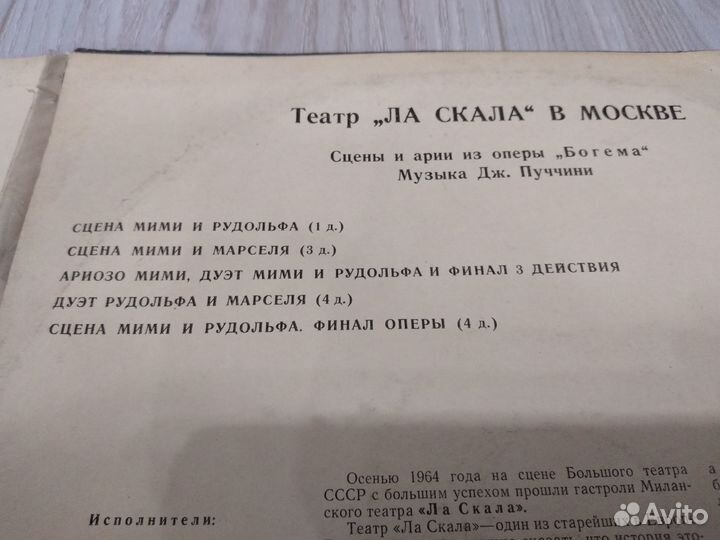 Театр „ЛА СКАЛА“ В МОСКВЕ
Сцены и арии из оперы „Богема“
Музыка Дж. Пуччини
СЦЕНА МИМИ И РУДОЛЬФА (1 д.)
СЦЕНА МИМИ И МАРСЕЛЯ (3 д.)
АРИОЗО МИМИ, ДУЭТ МИМИ И РУДОЛЬФА И ФИНАЛ 3 ДЕЙСТВИЯ
ДУЭТ РУДОЛЬФА И МАРСЕЛЯ (4 д.)
СЦЕНА МИМИ И РУДОЛЬФА. ФИНАЛ ОПЕРЫ (4 д.)
Исполнители:
Осенью 1964 года на сцене Большого театра
СССР с большим успехом прошли гастроли Милан-
ского театра «Ла Скала».
Театр «Ла Скала»—один из старейших
что история
Avito